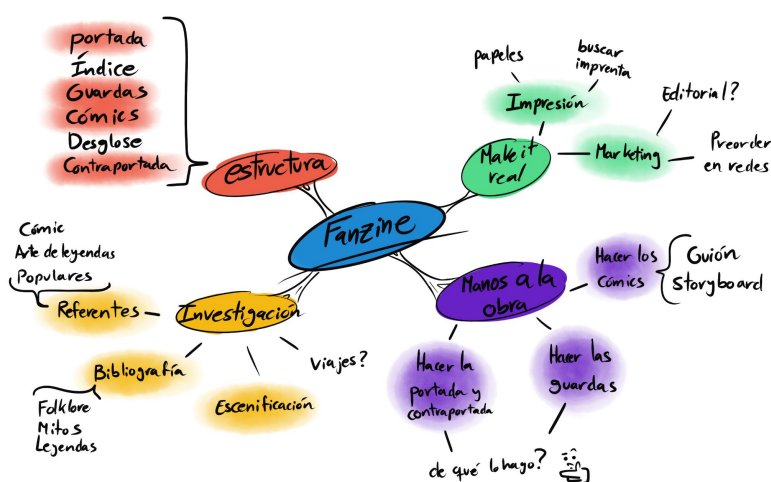 portada
Índice
Guardas
Cómics
Desglose
Contraportada
estructura
papeles
buscar
imprenta
Impresión
Editorial?
Make it
real
Marketing
Preorder
en redes
Fanzine
Cómic
Arte de leyendas
Populares
Referentes
Investigación
Bibliografía
Viajes?
Folklore
Mitos
Leyendas
Escenificación
Manos a la
obra
Hacer los
cómics
Guión
Storyboard
Hacer la
portada y
contraportada
Hacer las
guardas
de qué lo hago?